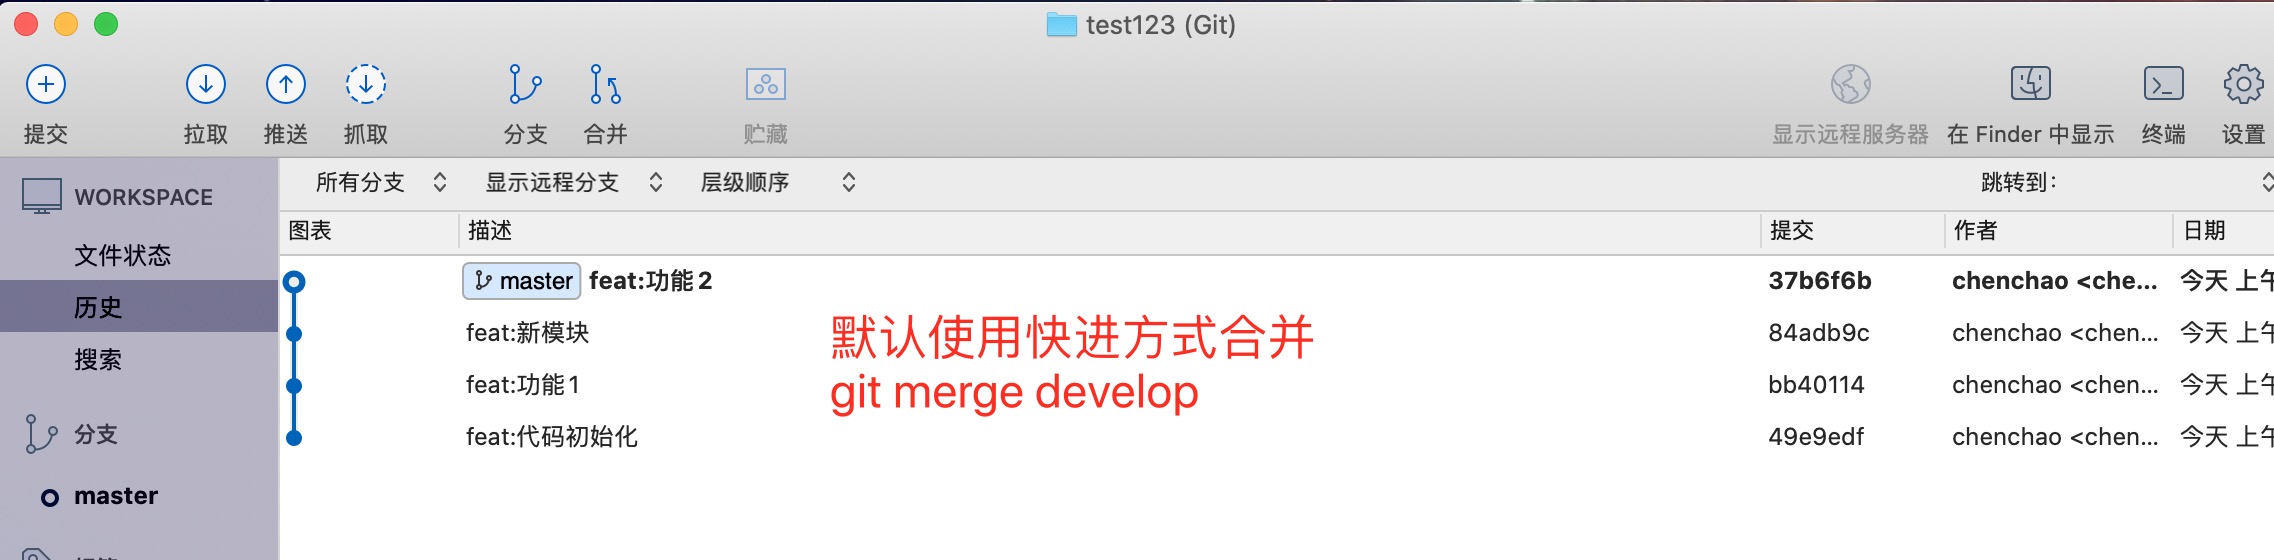 test123 (Git)
提交 拉取 推送 抓取 分支 合并 贮藏 显示远程服务器 在 Finder 中显示 终端 设置
WORKSPACE
文件状态
历史
搜索
分支
master
所有分支 显示远程分支 层级顺序 跳转到:
图表 描述 提交 作者 日期
master feat:功能2 37b6f6b chenchao <che... 今天 上午
feat:新模块 84adb9c chenchao <chen... 今天 上午
feat:功能1 bb40114 chenchao <chen... 今天 上午
feat:代码初始化 49e9edf chenchao <chen... 今天 上午
默认使用快进方式合并
git merge develop